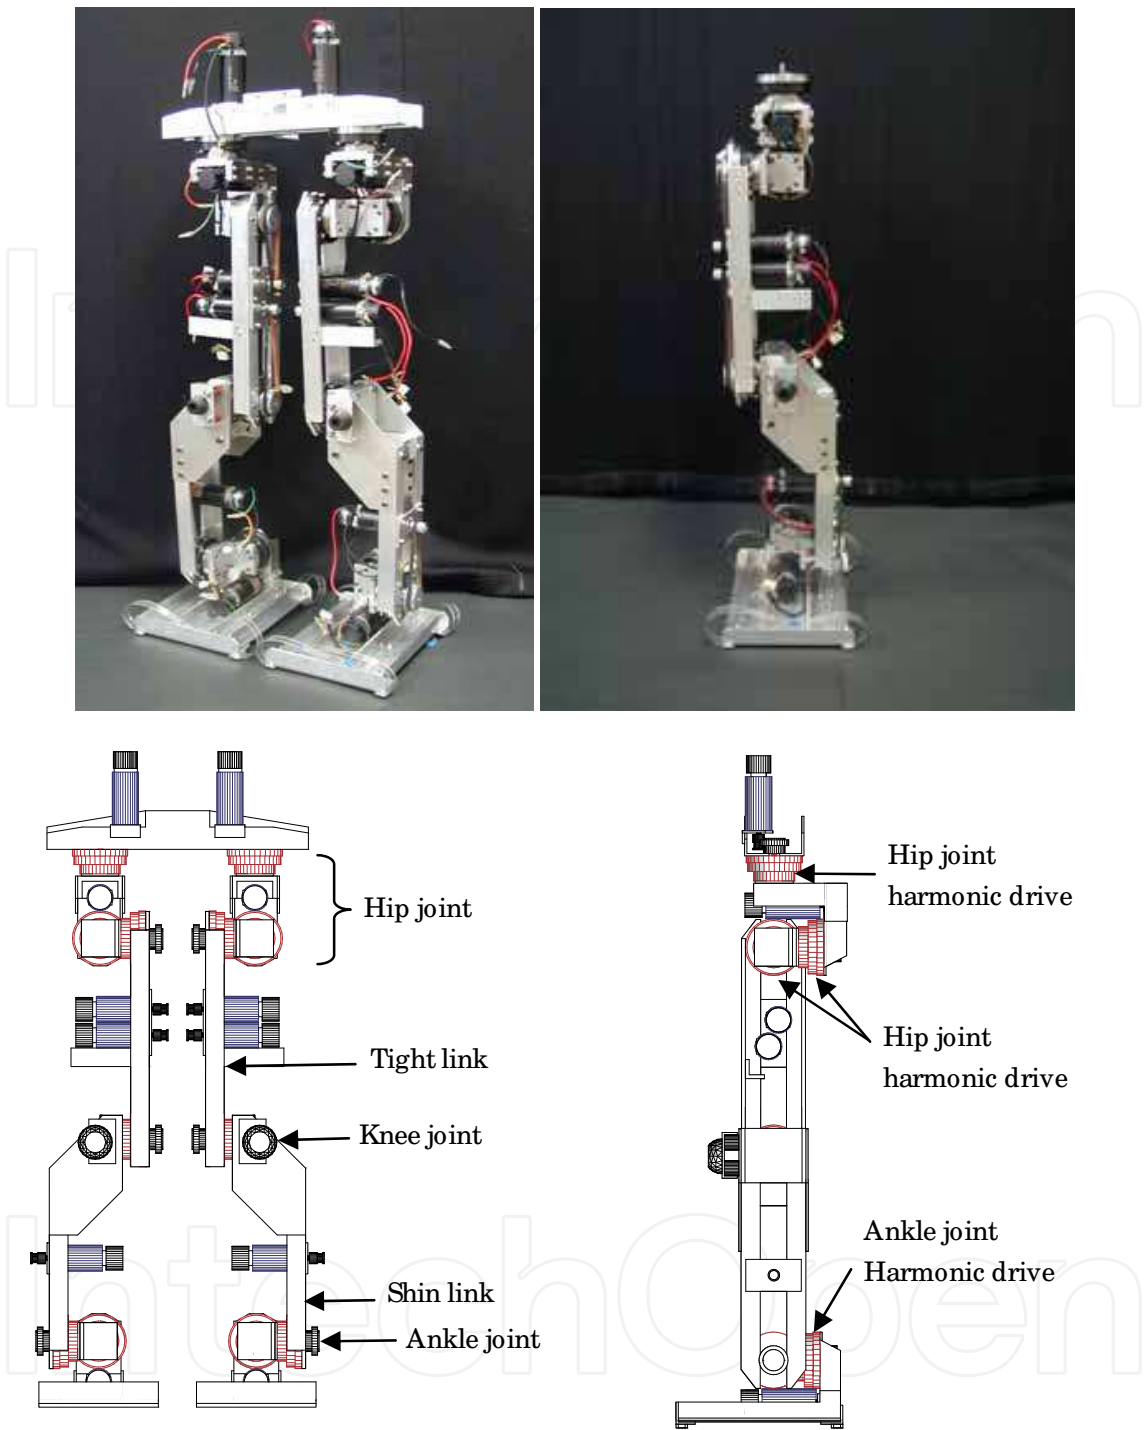 Hip joint
Tight link
Knee joint
Shin link
Ankle joint
Hip joint
harmonic drive
Hip joint
harmonic drive
Ankle joint
Harmonic drive
IntechOpen